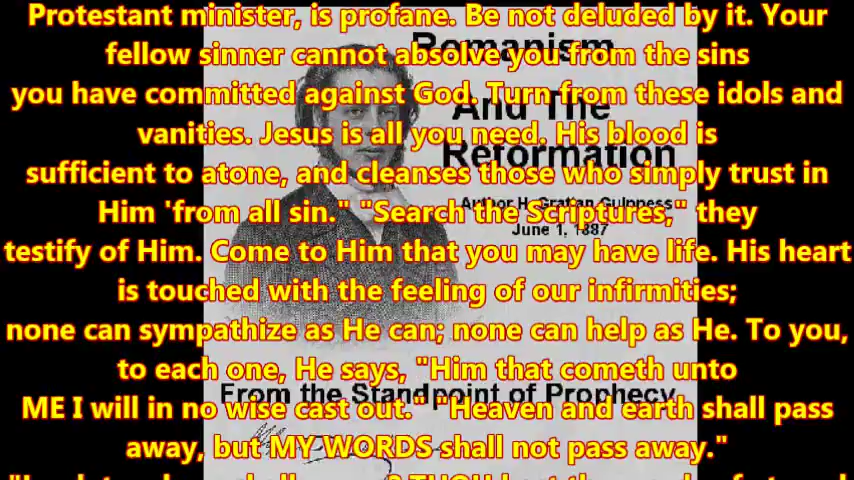 Protestant minister, is profane. Be not deluded by it. Your
fellow sinner cannot absolve you from the sins
you have committed against God. Turn from these idols and
vanities. Jesus is all you need. His blood is
sufficient to atone, and cleanses those who simply trust in
Him 'from all sin." "Search the Scriptures," they
testify of Him. Come to Him that you may have life. His heart
is touched with the feeling of our infirmities;
none can sympathize as He can; none can help as He. To you,
to each one, He says, "Him that cometh unto
ME I will in no wise cast out." "Heaven and earth shall pass
away, but MY WORDS shall not pass away."
Romanism
And The
Reformation
Author H. Grattan Guinness
June 1, 1887
From the Standpoint of Prophecy